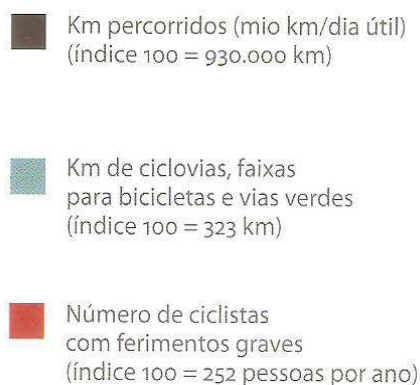 Km percorridos (mio km/dia útil)
(índice 100 = 930.000 km)
Km de ciclovias, faixas
para bicicletas e vias verdes
(índice 100 = 323 km)
Número de ciclistas
com ferimentos graves
(índice 100 = 252 pessoas por ano)